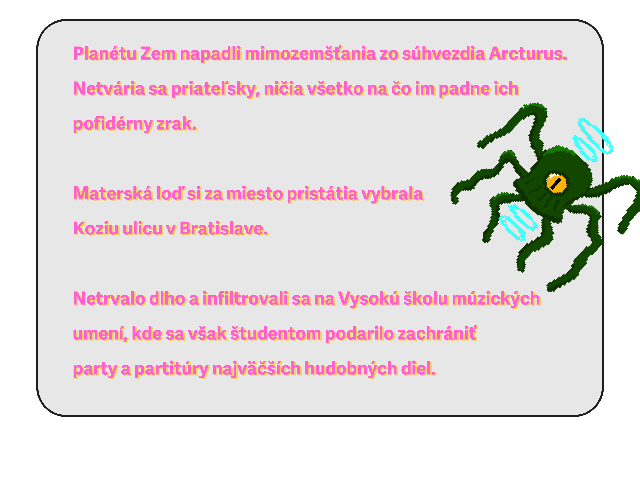 Planétu Zem napadli mimozemšťania zo súhvezdia Arcturus.
Netvária sa priateľsky, ničia všetko na čo im padne ich
pofidérny zrak.
Materská loď si za miesto pristátia vybrala
Koziu ulicu v Bratislave.
Netrvalo dlho a infiltrovali sa na Vysokú školu múzických
umení, kde sa však študentom podarilo zachrániť
party a partitúry najväčších hudobných diel.